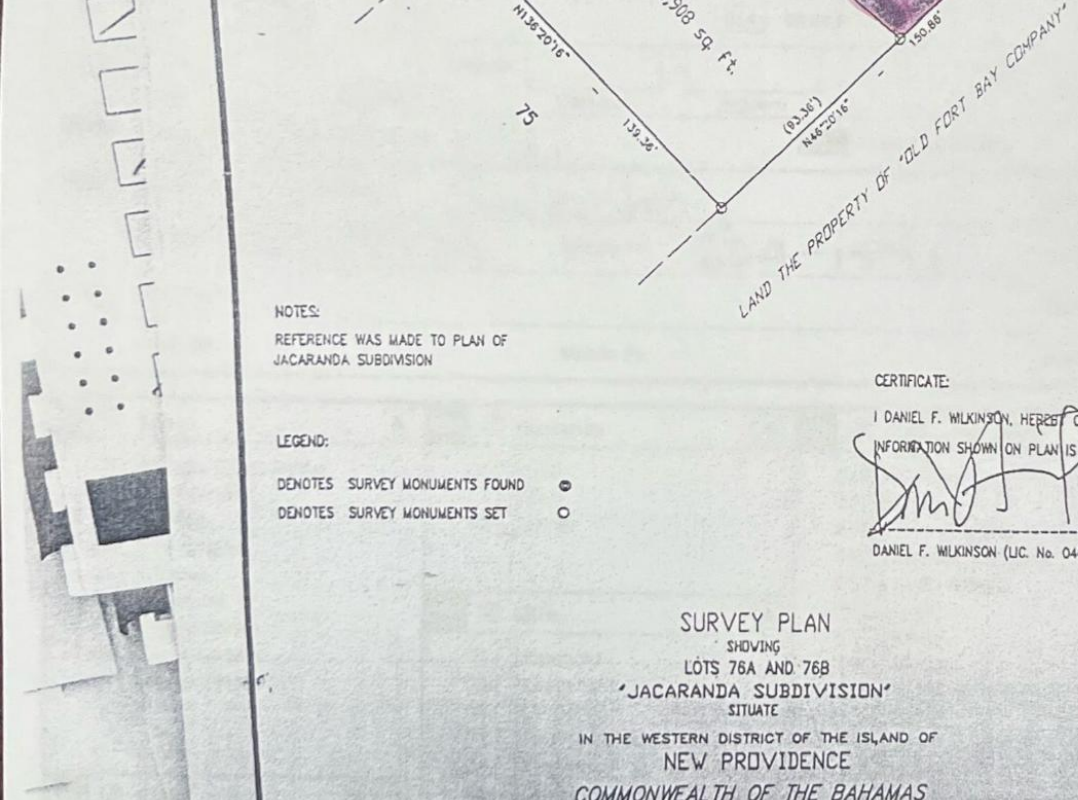 ,908 sq ft.
N136°20'16"
139.36'
75
150.86'
(93.36')
N46°20'16"
LAND THE PROPERTY OF "OLD FORT BAY COMPANY"
NOTES:
REFERENCE WAS MADE TO PLAN OF
JACARANDA SUBDIVISION
LEGEND:
DENOTES SURVEY MONUMENTS FOUND
DENOTES SURVEY MONUMENTS SET
CERTIFICATE:
I DANIEL F. WILKINSON, HEREBY C
INFORMATION SHOWN ON PLAN IS
DANIEL F. WILKINSON (LIC. No. 04
SURVEY PLAN
SHOWING
LOTS 76A AND 76B
"JACARANDA SUBDIVISION"
SITUATE
IN THE WESTERN DISTRICT OF THE ISLAND OF
NEW PROVIDENCE
COMMONWEALTH OF THE BAHAMAS